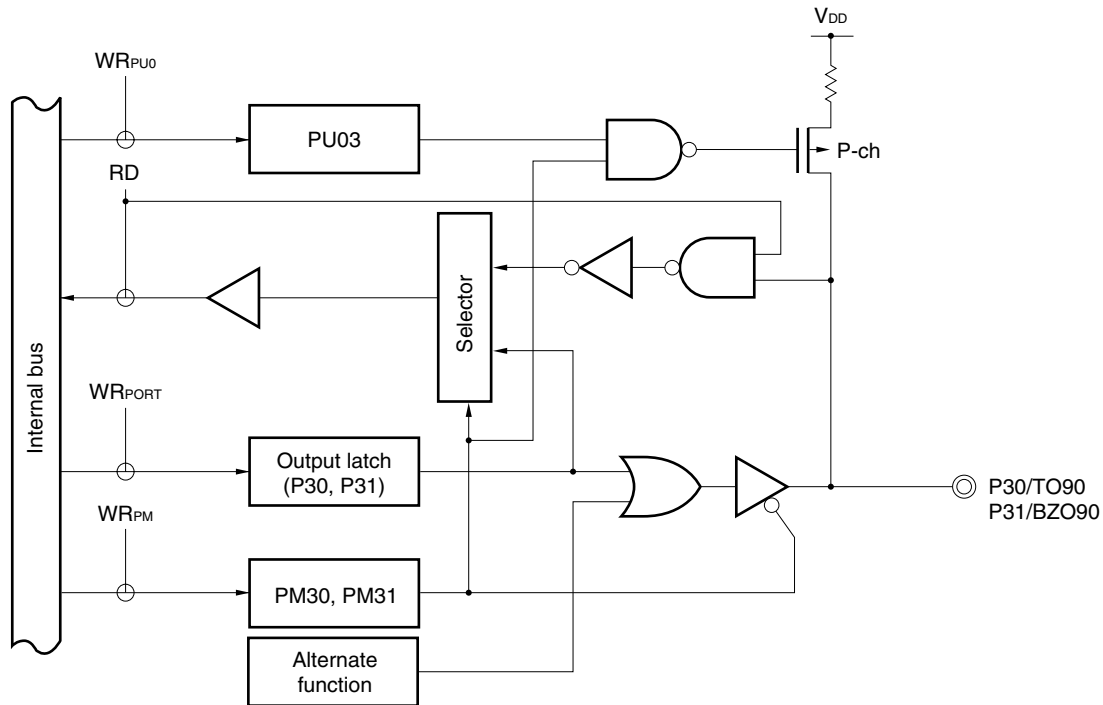 VDD
WRPU0
PU03
P-ch
RD
Selector
Internal bus
WRPORT
Output latch
(P30, P31)
P30/TO90
P31/BZO90
WRPM
PM30, PM31
Alternate
function